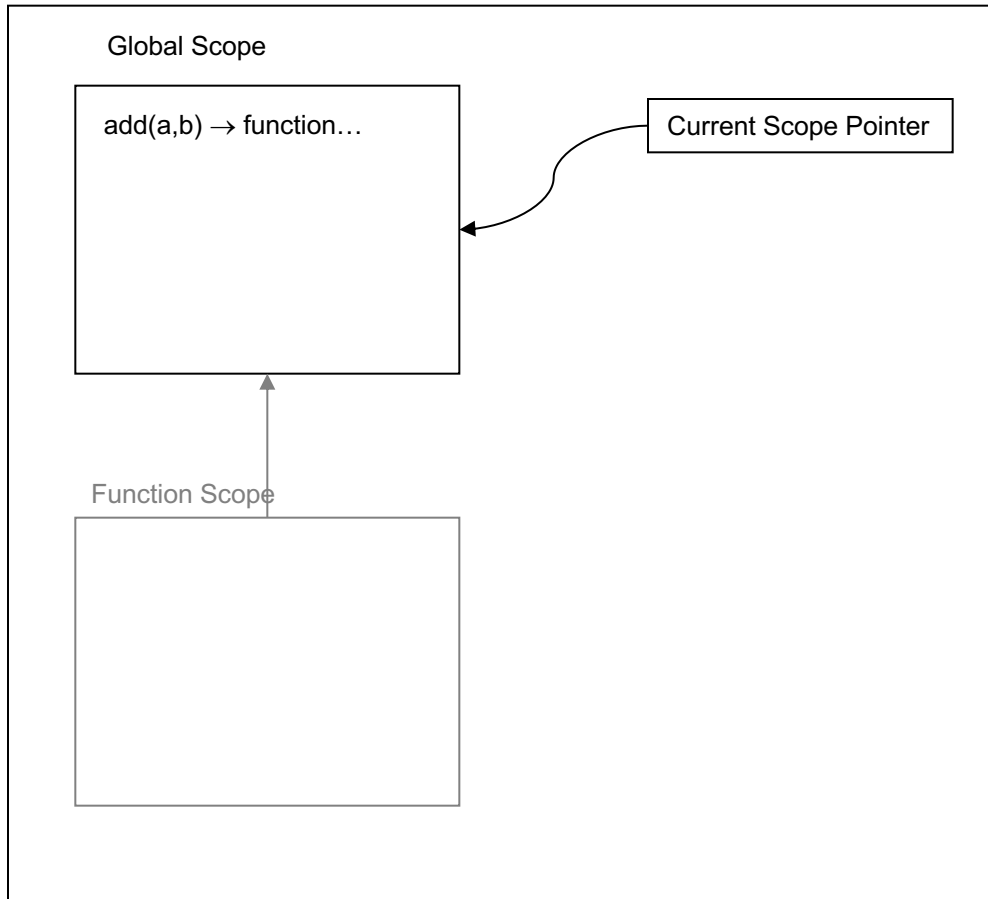 Global Scope
add(a,b) → function…
Current Scope Pointer
Function Scope